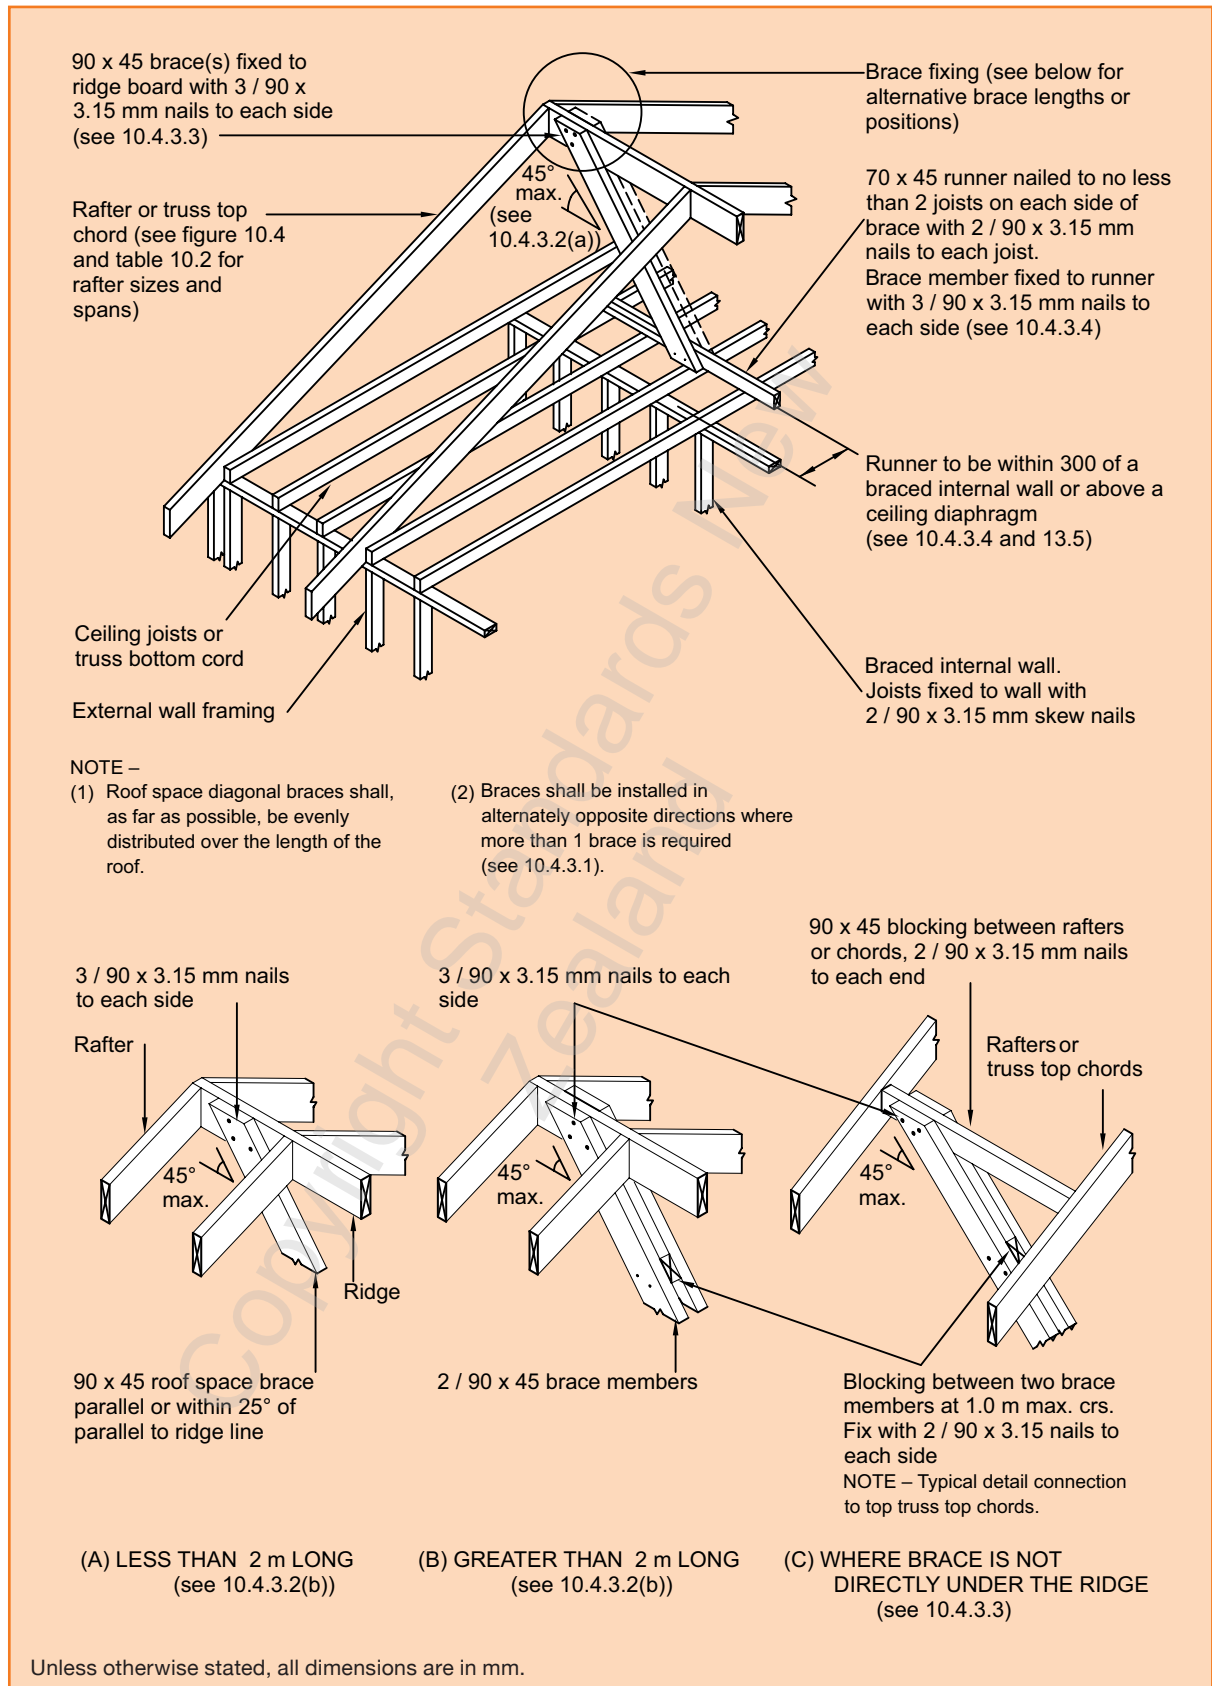 90 x 45 brace(s) fixed to
ridge board with 3 / 90 x
3.15 mm nails to each side
(see 10.4.3.3)
Brace fixing (see below for
alternative brace lengths or
positions)
45°
max.
(see
10.4.3.2(a))
Rafter or truss top
chord (see figure 10.4
and table 10.2 for
rafter sizes and
spans)
70 x 45 runner nailed to no less
than 2 joists on each side of
brace with 2 / 90 x 3.15 mm
nails to each joist.
Brace member fixed to runner
with 3 / 90 x 3.15 mm nails to
each side (see 10.4.3.4)
Runner to be within 300 of a
braced internal wall or above a
ceiling diaphragm
(see 10.4.3.4 and 13.5)
Ceiling joists or
truss bottom cord
External wall framing
Braced internal wall.
Joists fixed to wall with
2 / 90 x 3.15 mm skew nails
NOTE –
(1) Roof space diagonal braces shall,
as far as possible, be evenly
distributed over the length of the
roof.
(2) Braces shall be installed in
alternately opposite directions where
more than 1 brace is required
(see 10.4.3.1).
3 / 90 x 3.15 mm nails
to each side
Rafter
45°
max.
Ridge
90 x 45 roof space brace
parallel or within 25° of
parallel to ridge line
3 / 90 x 3.15 mm nails to each
side
45°
max.
2 / 90 x 45 brace members
90 x 45 blocking between rafters
or chords, 2 / 90 x 3.15 mm nails
to each end
Rafters or
truss top chords
45°
max.
Blocking between two brace
members at 1.0 m max. crs.
Fix with 2 / 90 x 3.15 nails to
each side
NOTE – Typical detail connection
to top truss top chords.
(A) LESS THAN 2 m LONG
(see 10.4.3.2(b))
(B) GREATER THAN 2 m LONG
(see 10.4.3.2(b))
(C) WHERE BRACE IS NOT
DIRECTLY UNDER THE RIDGE
(see 10.4.3.3)
Unless otherwise stated, all dimensions are in mm.
Copyright Standards New
Zealand